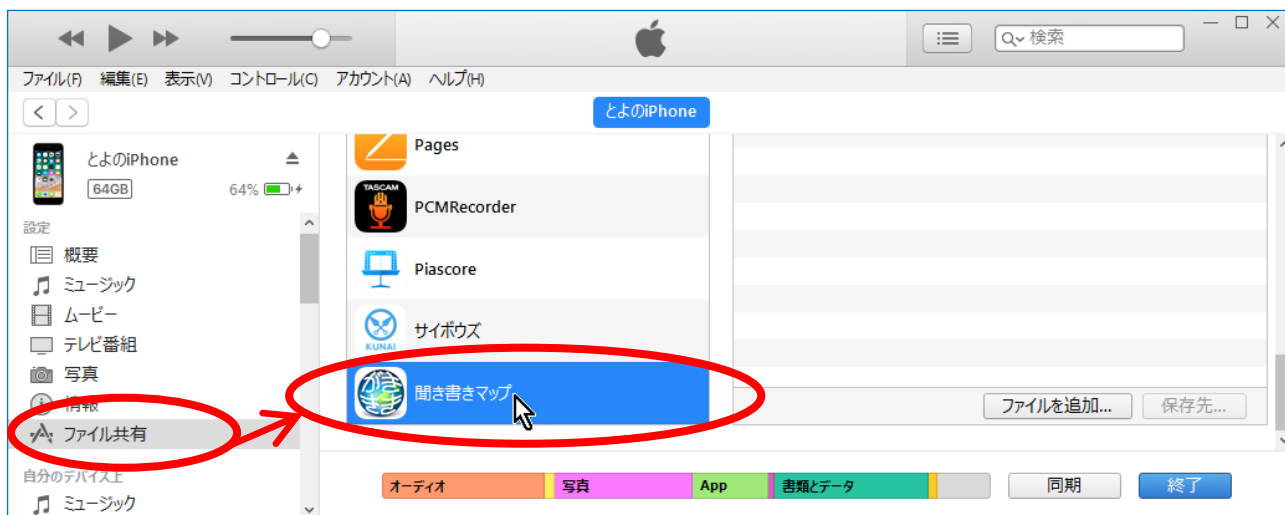 検索
ファイル(F) 編集(E) 表示(V) コントロール(C) アカウント(A) ヘルプ(H)
とよのiPhone
とよのiPhone
64GB 64%
設定
概要
ミュージック
ムービー
テレビ番組
写真
情報
ファイル共有
自分のデバイス上
ミュージック
Pages
TASCAM
PCMRecorder
Piascore
KUNAI
サイボウズ
聞き書きマップ
ファイルを追加... 保存先...
オーディオ 写真 App 書類とデータ 同期 終了